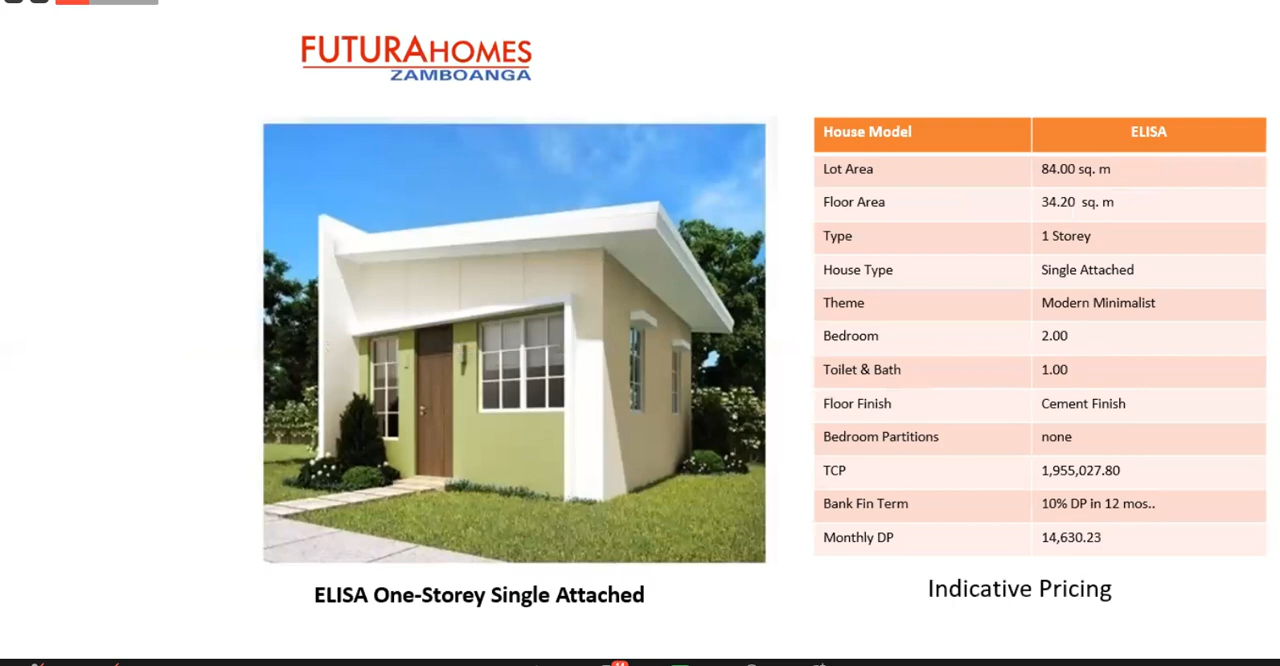 FUTURAHOMES
ZAMBOANGA
House Model ELISA
Lot Area 84.00 sq. m
Floor Area 34.20 sq. m
Type 1 Storey
House Type Single Attached
Theme Modern Minimalist
Bedroom 2.00
Toilet & Bath 1.00
Floor Finish Cement Finish
Bedroom Partitions none
TCP 1,955,027.80
Bank Fin Term 10% DP in 12 mos..
Monthly DP 14,630.23
ELISA One-Storey Single Attached
Indicative Pricing